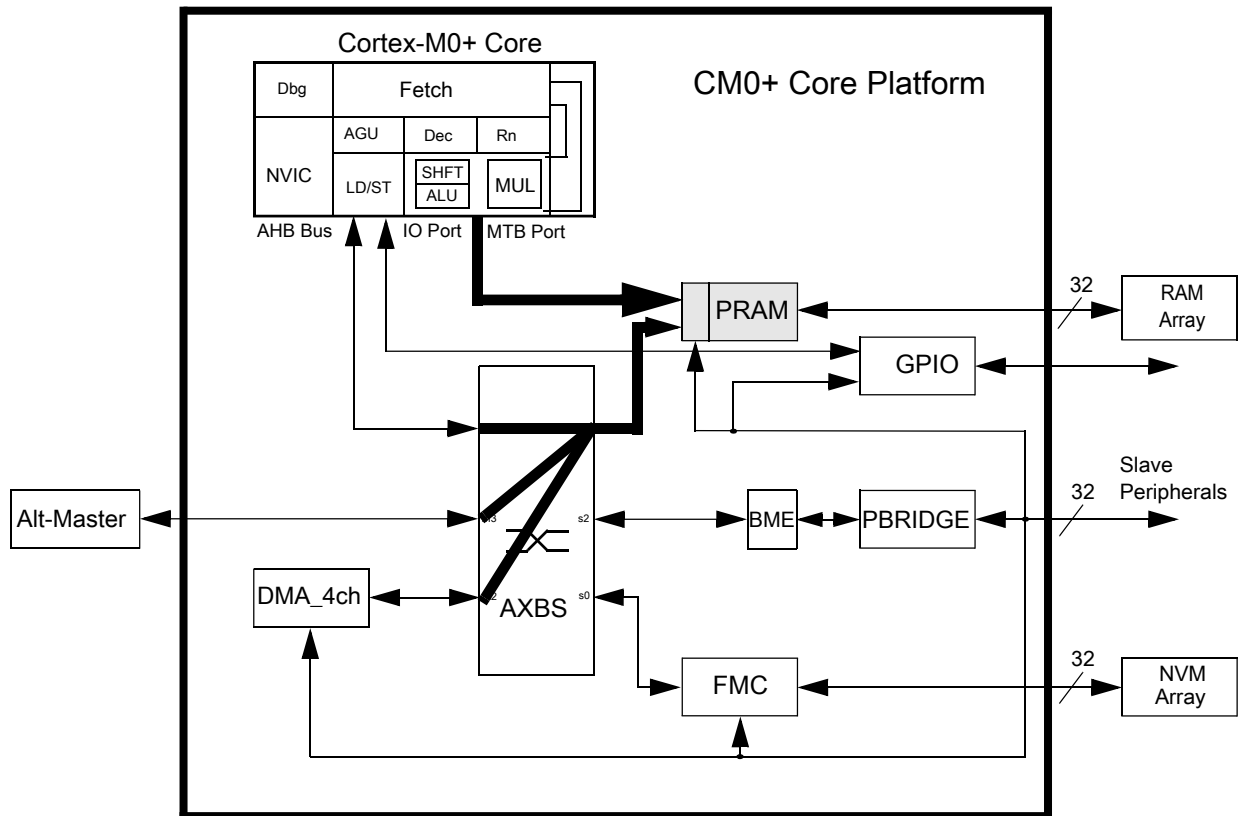 Cortex-M0+ Core
CM0+ Core Platform
Dbg
Fetch
AGU
Dec
Rn
NVIC
LD/ST
SHFT
ALU
MUL
AHB Bus
IO Port
MTB Port
PRAM
32
RAM
Array
GPIO
Alt-Master
s2
BME
PBRIDGE
32
Slave
Peripherals
DMA_4ch
AXBS
s0
FMC
32
NVM
Array